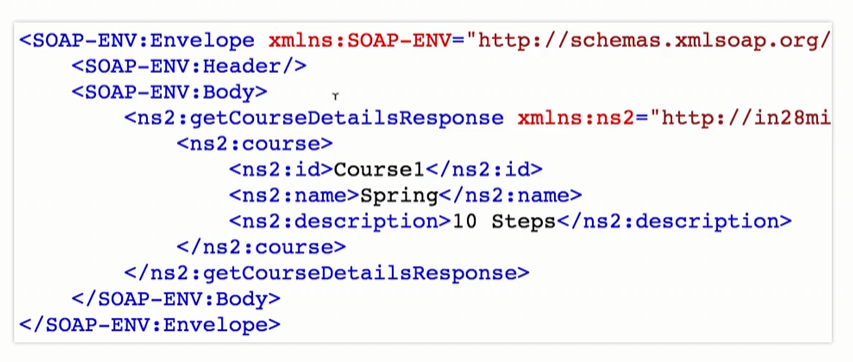 <SOAP-ENV:Envelope xmlns:SOAP-ENV="http://schemas.xmlsoap.org/
<SOAP-ENV:Header/>
<SOAP-ENV:Body>
<ns2:getCourseDetailsResponse xmlns:ns2="http://in28mi
<ns2:course>
<ns2:id>Course1</ns2:id>
<ns2:name>Spring</ns2:name>
<ns2:description>10 Steps</ns2:description>
</ns2:course>
</ns2:getCourseDetailsResponse>
</SOAP-ENV:Body>
</SOAP-ENV:Envelope>